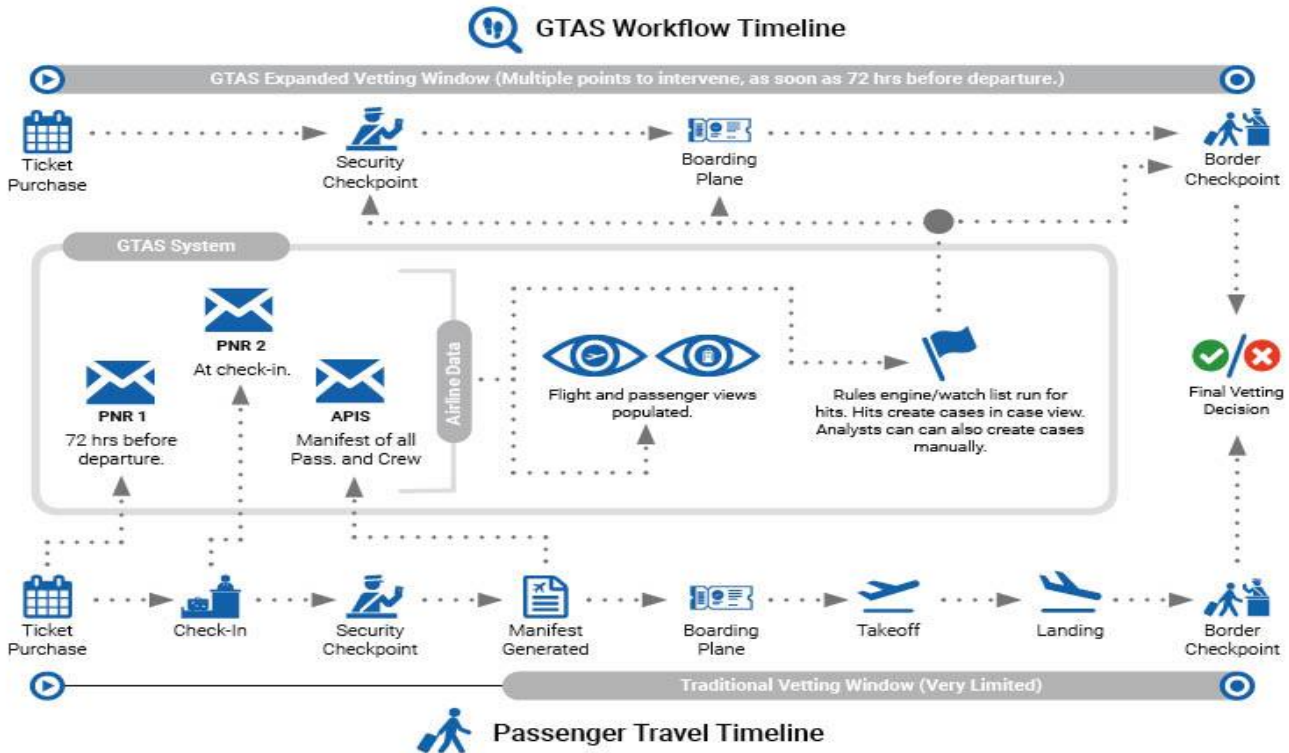 GTAS Workflow Timeline
GTAS Expanded Vetting Window (Multiple points to intervene, as soon as 72 hrs before departure.)
Ticket
Purchase
Security
Checkpoint
Boarding
Plane
Border
Checkpoint
GTAS System
PNR 1
72 hrs before
departure.
PNR 2
At check-in.
APIS
Manifest of all
Pass. and Crew
Airline Data
Flight and passenger views
populated.
Rules engine/watch list run for
hits. Hits create cases in case view.
Analysts can can also create cases
manually.
Final Vetting
Decision
Ticket
Purchase
Check-In
Security
Checkpoint
Manifest
Generated
Boarding
Plane
Takeoff
Landing
Border
Checkpoint
Traditional Vetting Window (Very Limited)
Passenger Travel Timeline